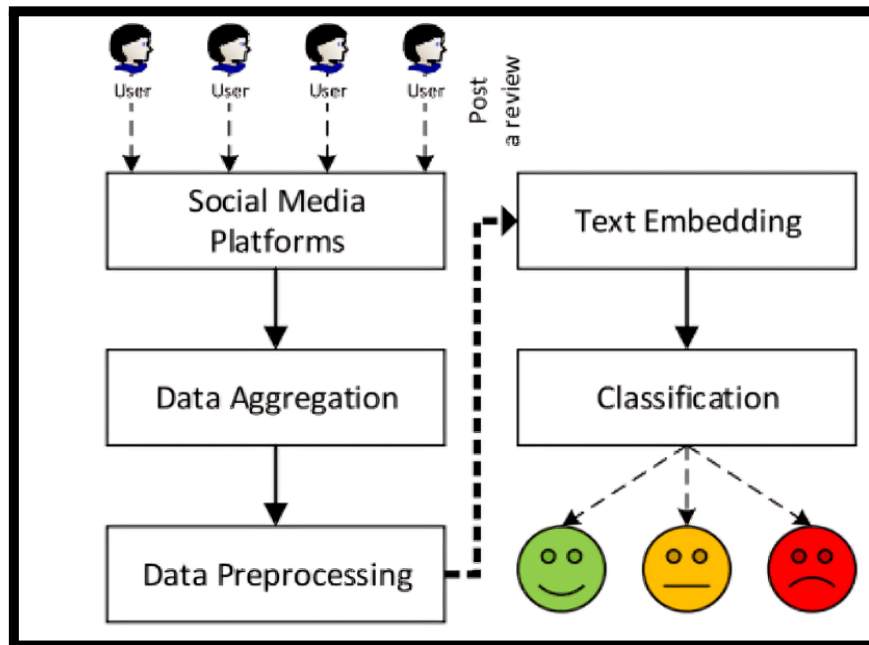 User
User
User
User
Post
a review
Social Media
Platforms
Text Embedding
Data Aggregation
Classification
Data Preprocessing